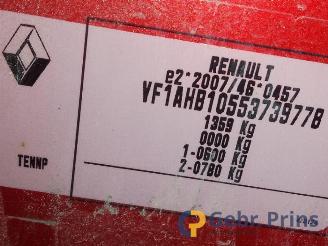 RENAULT
e2*2007/46*0457
VF1AHB10553739778
1359 Kg
0000 Kg
1-0600 Kg
2-0780 Kg
TENNP
Gebr. Prins